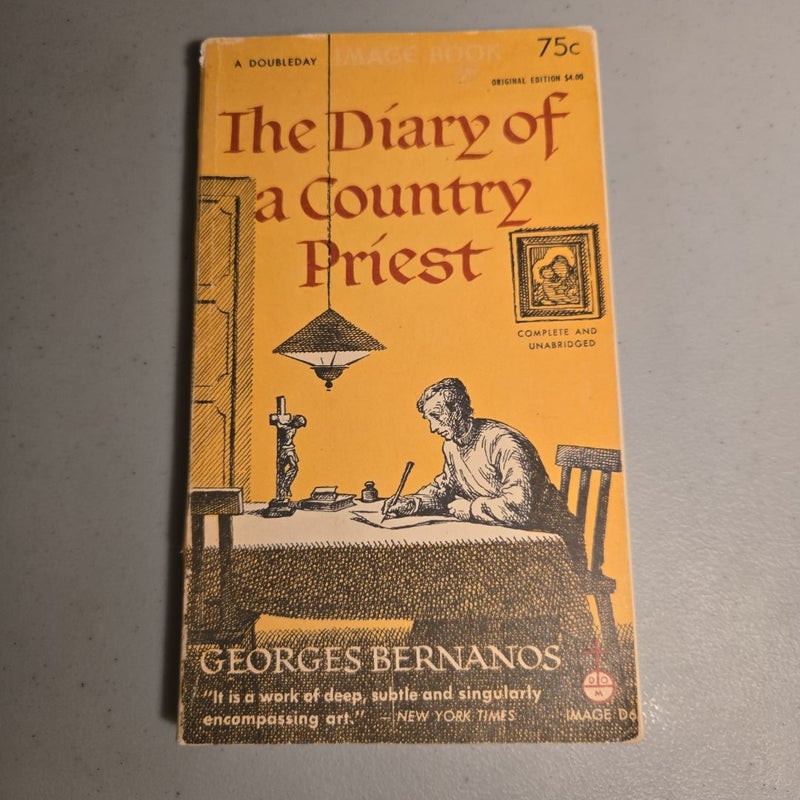 A DOUBLEDAY IMAGE BOOK
75c
ORIGINAL EDITION $4.00
The Diary of
a Country
Priest
COMPLETE AND
UNABRIDGED
GEORGES BERNANOS
"It is a work of deep, subtle and singularly
encompassing art." — NEW YORK TIMES
D O
M
IMAGE D6